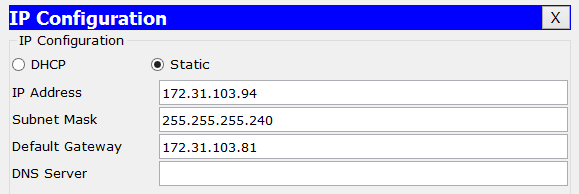 IP Configuration X
IP Configuration
DHCP Static
IP Address 172.31.103.94
Subnet Mask 255.255.255.240
Default Gateway 172.31.103.81
DNS Server